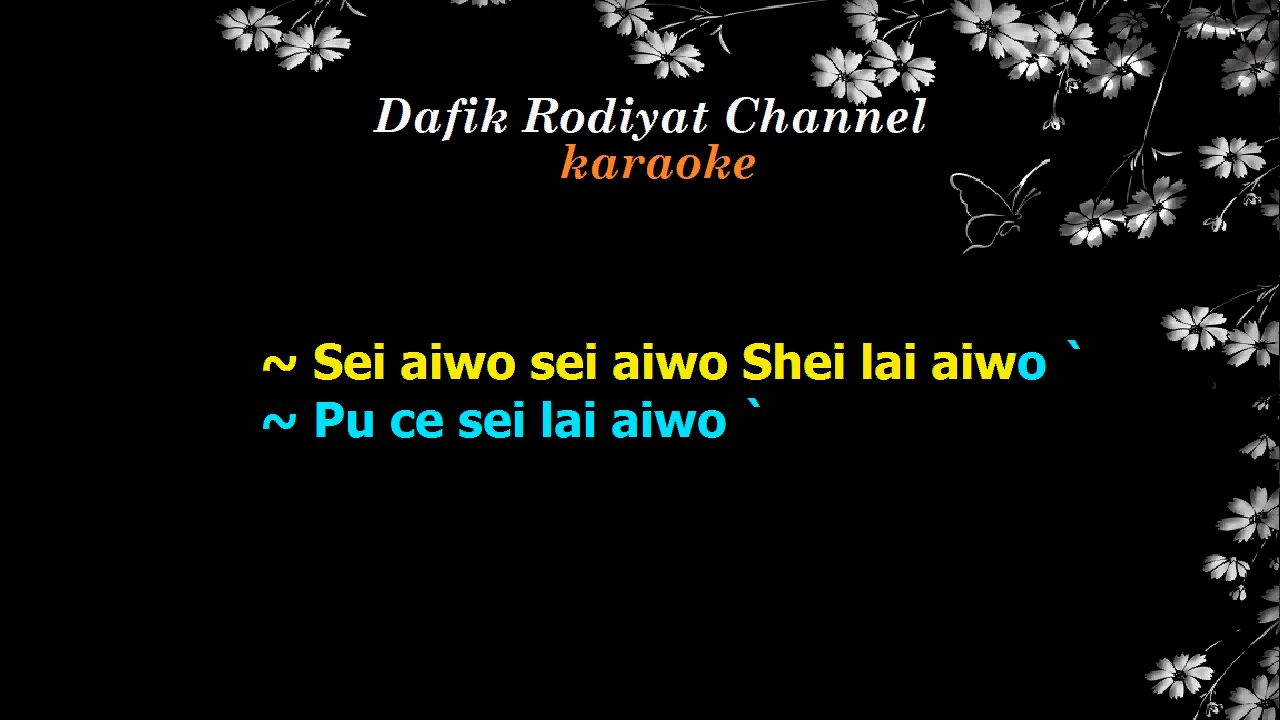 Dafik Rodiyat Channel
karaoke
~ Sei aiwo sei aiwo Shei lai aiwo `
~ Pu ce sei lai aiwo `